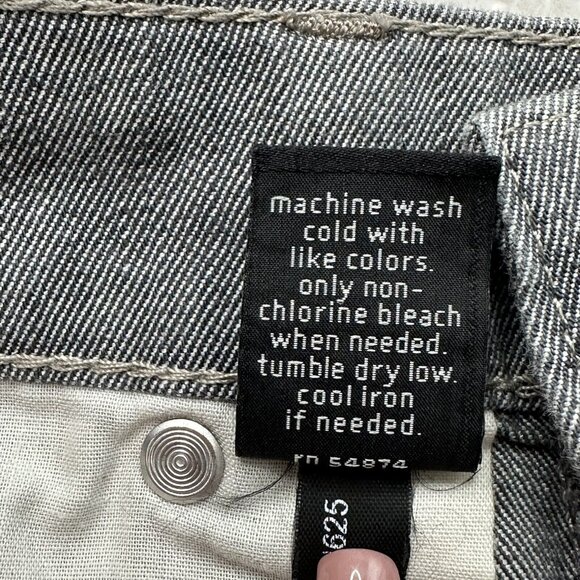 machine wash
cold with
like colors.
only non-
chlorine bleach
when needed.
tumble dry low.
cool iron
if needed.
rn 54874